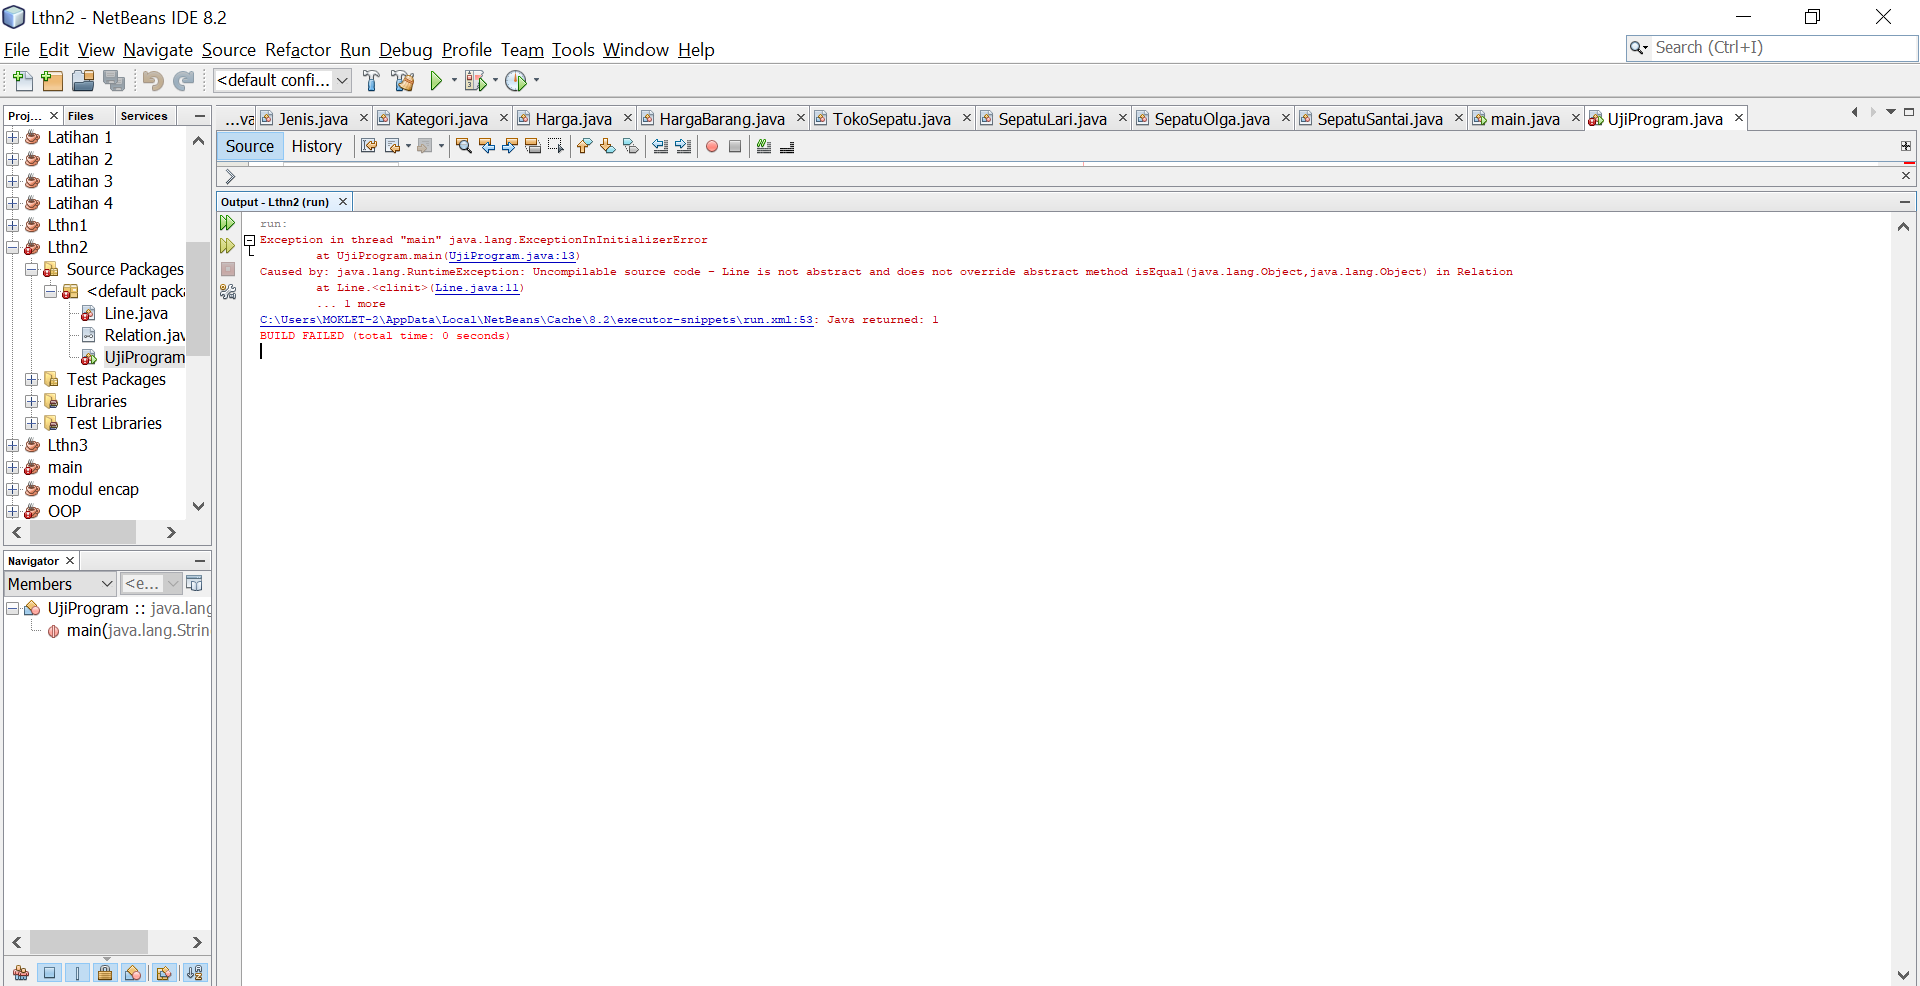 Lthn2 - NetBeans IDE 8.2
File Edit View Navigate Source Refactor Run Debug Profile Team Tools Window Help
Search (Ctrl+I)
<default confi...
Proj... Files Services
...va Jenis.java Kategori.java Harga.java HargaBarang.java TokoSepatu.java SepatuLari.java SepatuOlga.java SepatuSantai.java main.java UjiProgram.java
Source History
Latihan 1
Latihan 2
Latihan 3
Latihan 4
Lthn1
Lthn2
Source Packages
<default packa
Line.java
Relation.jav
UjiProgram
Test Packages
Libraries
Test Libraries
Lthn3
main
modul encap
OOP
Output - Lthn2 (run)
run:
Exception in thread "main" java.lang.ExceptionInInitializerError
at UjiProgram.main(UjiProgram.java:13)
Caused by: java.lang.RuntimeException: Uncompilable source code - Line is not abstract and does not override abstract method isEqual(java.lang.Object,java.lang.Object) in Relation
at Line.<clinit>(Line.java:11)
... 1 more
C:\Users\MOKLET-2\AppData\Local\NetBeans\Cache\8.2\executor-snippets\run.xml:53: Java returned: 1
BUILD FAILED (total time: 0 seconds)
Navigator
Members <e...
UjiProgram :: java.lang
main(java.lang.Strin